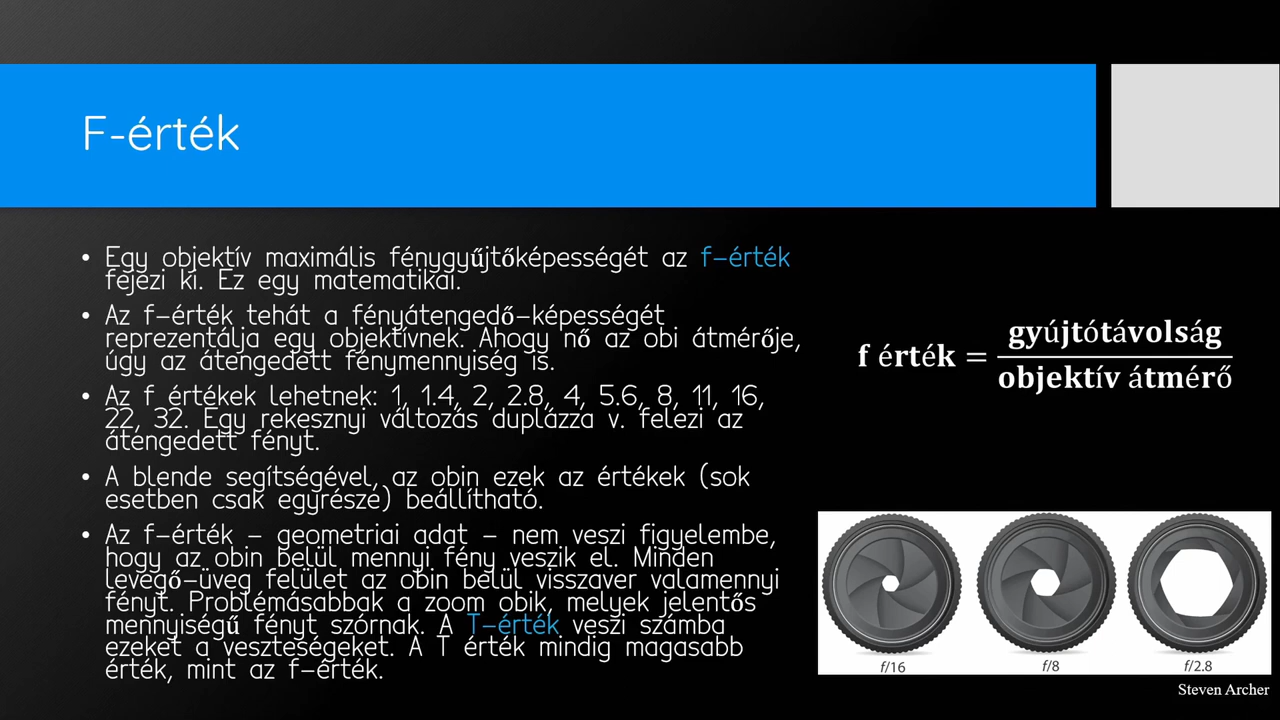 F-érték
• Egy objektív maximális fénygyűjtőképességét az f-érték
fejezi ki. Ez egy matematikai.
• Az f-érték tehát a fényátengedő-képességét
reprezentálja egy objektívnek. Ahogy nő az obi átmérője,
úgy az átengedett fénymennyiség is.
• Az f értékek lehetnek: 1, 1.4, 2, 2.8, 4, 5.6, 8, 11, 16,
22, 32. Egy rekesznyi változás duplázza v. felezi az
átengedett fényt.
• A blende segítségével, az obin ezek az értékek (sok
esetben csak egyrésze) beállítható.
• Az f-érték - geometriai adat - nem veszi figyelembe,
hogy az obin belül mennyi fény veszik el. Minden
levegő-üveg felület az obin belül visszaver valamennyi
fényt. Problémásabbak a zoom obik, melyek jelentős
mennyiségű fényt szórnak. A T-érték veszi számba
ezeket a veszteségeket. A T érték mindig magasabb
érték, mint az f-érték.
gyújtótávolság
f érték =
objektív átmérő
f/16 f/8 f/2.8
Steven Archer